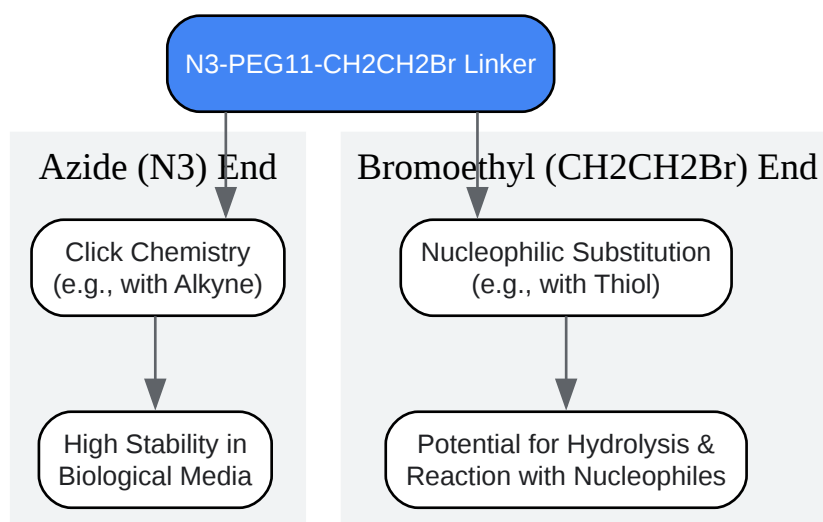 N3-PEG11-CH2CH2Br Linker
Azide (N3) End
Click Chemistry
(e.g., with Alkyne)
High Stability in
Biological Media
Bromoethyl (CH2CH2Br) End
Nucleophilic Substitution
(e.g., with Thiol)
Potential for Hydrolysis &
Reaction with Nucleophiles